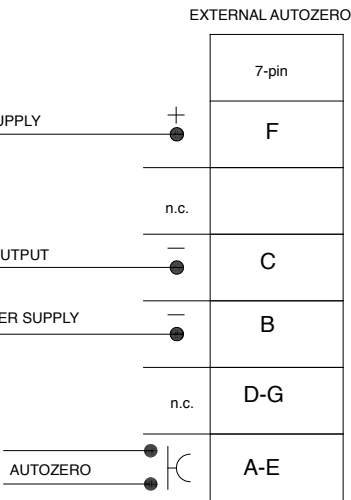 EXTERNAL AUTOZERO
7-pin
UPPLY + F
n.c.
UTPUT – C
ER SUPPLY – B
n.c. D-G
AUTOZERO A-E